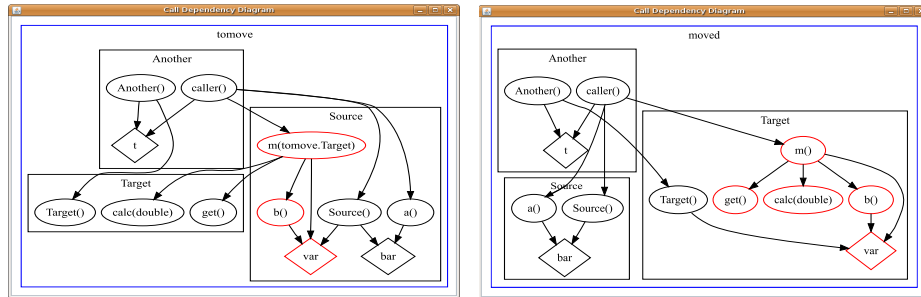 Call Dependency Diagram
tomove
Another
Another() caller()
t
Source
m(tomove.Target)
Target
Target() calc(double) get()
b() Source() a()
var bar
Call Dependency Diagram
moved
Another
Another() caller()
t
Target
m()
Source
a() Source()
bar
Target() get() calc(double) b()
var